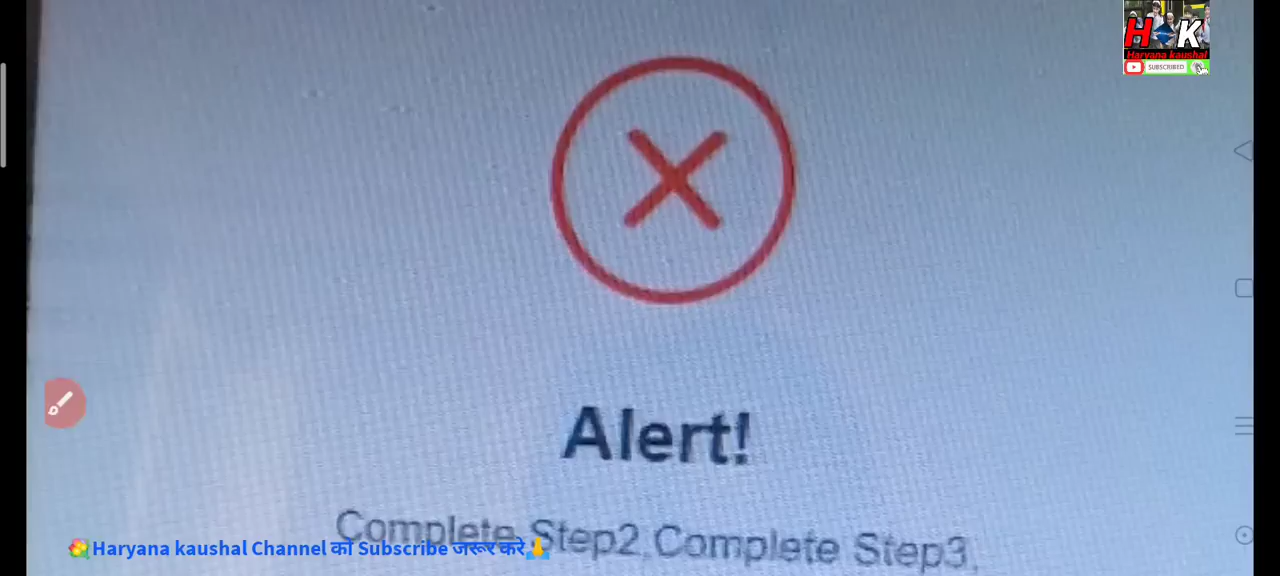 H K
Haryana kaushal
SUBSCRIBED
Alert!
Complete Step2,Complete Step3,
Haryana kaushal Channel को Subscribe जरूर करे